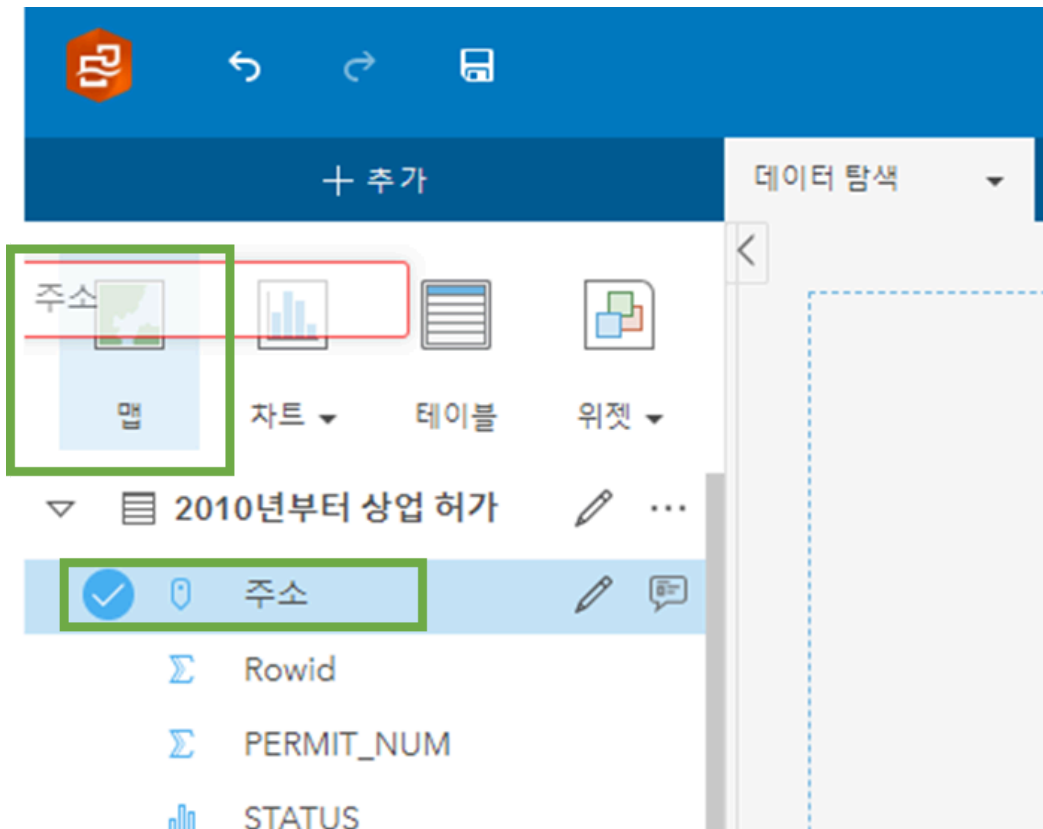 + 추가
데이터 탐색
주소
맵
차트
테이블
위젯
2010년부터 상업 허가
주소
Rowid
PERMIT_NUM
STATUS